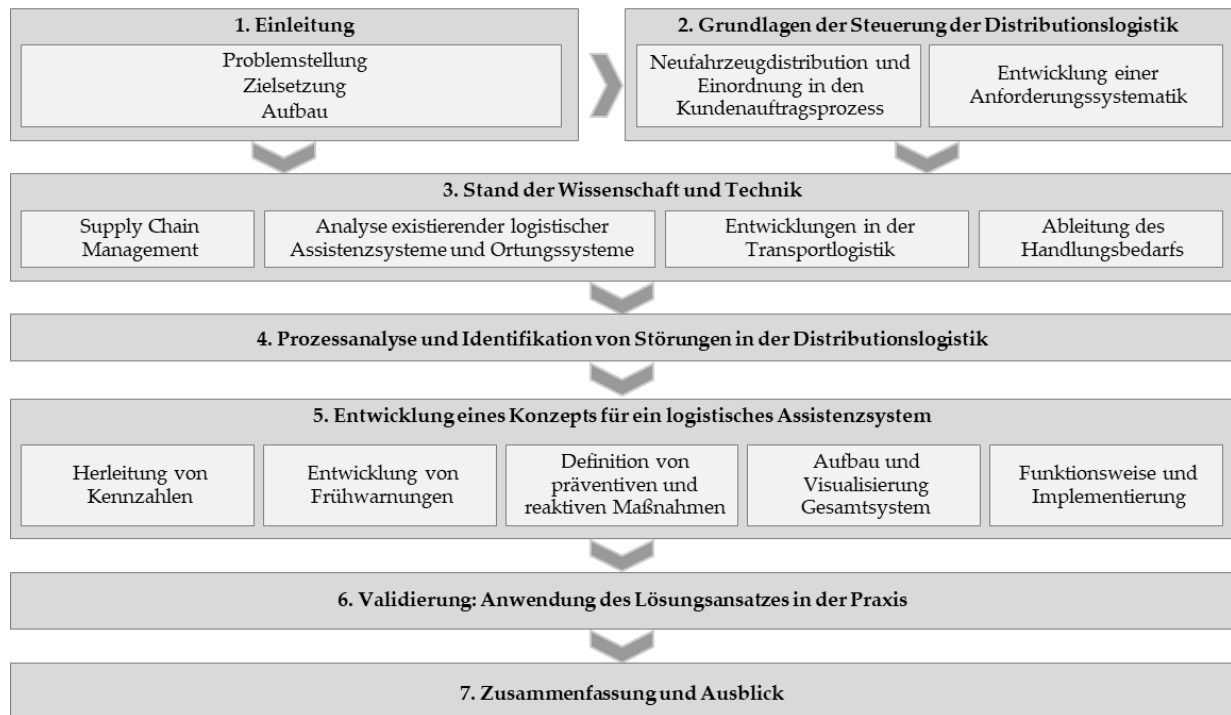 1. Einleitung
Problemstellung
Zielsetzung
Aufbau
2. Grundlagen der Steuerung der Distributionslogistik
Neufahrzeugdistribution und
Einordnung in den
Kundenauftragsprozess
Entwicklung einer
Anforderungssystematik
3. Stand der Wissenschaft und Technik
Supply Chain
Management
Analyse existierender logistischer
Assistenzsysteme und Ortungssysteme
Entwicklungen in der
Transportlogistik
Ableitung des
Handlungsbedarfs
4. Prozessanalyse und Identifikation von Störungen in der Distributionslogistik
5. Entwicklung eines Konzepts für ein logistisches Assistenzsystem
Herleitung von
Kennzahlen
Entwicklung von
Frühwarnungen
Definition von
präventiven und
reaktiven Maßnahmen
Aufbau und
Visualisierung
Gesamtsystem
Funktionsweise und
Implementierung
6. Validierung: Anwendung des Lösungsansatzes in der Praxis
7. Zusammenfassung und Ausblick